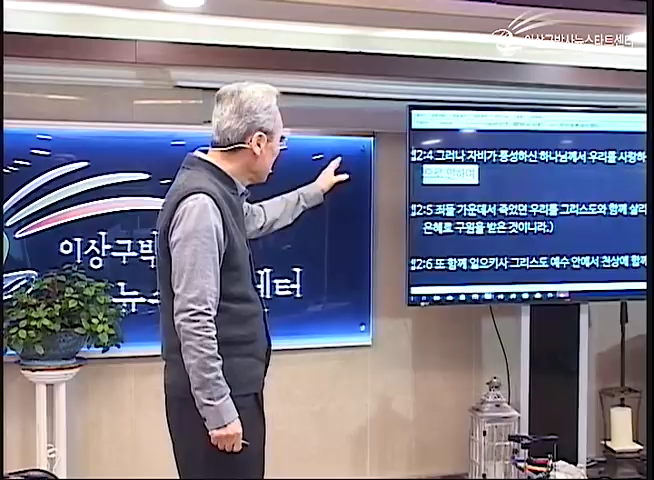 이상구박사뉴스타트센터
2:4 그러나 자비가 풍성하신 하나님께서 우리를 사랑하
으로 인하여
2:5 죄들 가운데서 죽었던 우리를 그리스도와 함께 살리
은혜로 구원을 받은 것이니라.)
2:6 또 함께 일으키사 그리스도 예수 안에서 천상에 함께
이상구박
뉴 센터